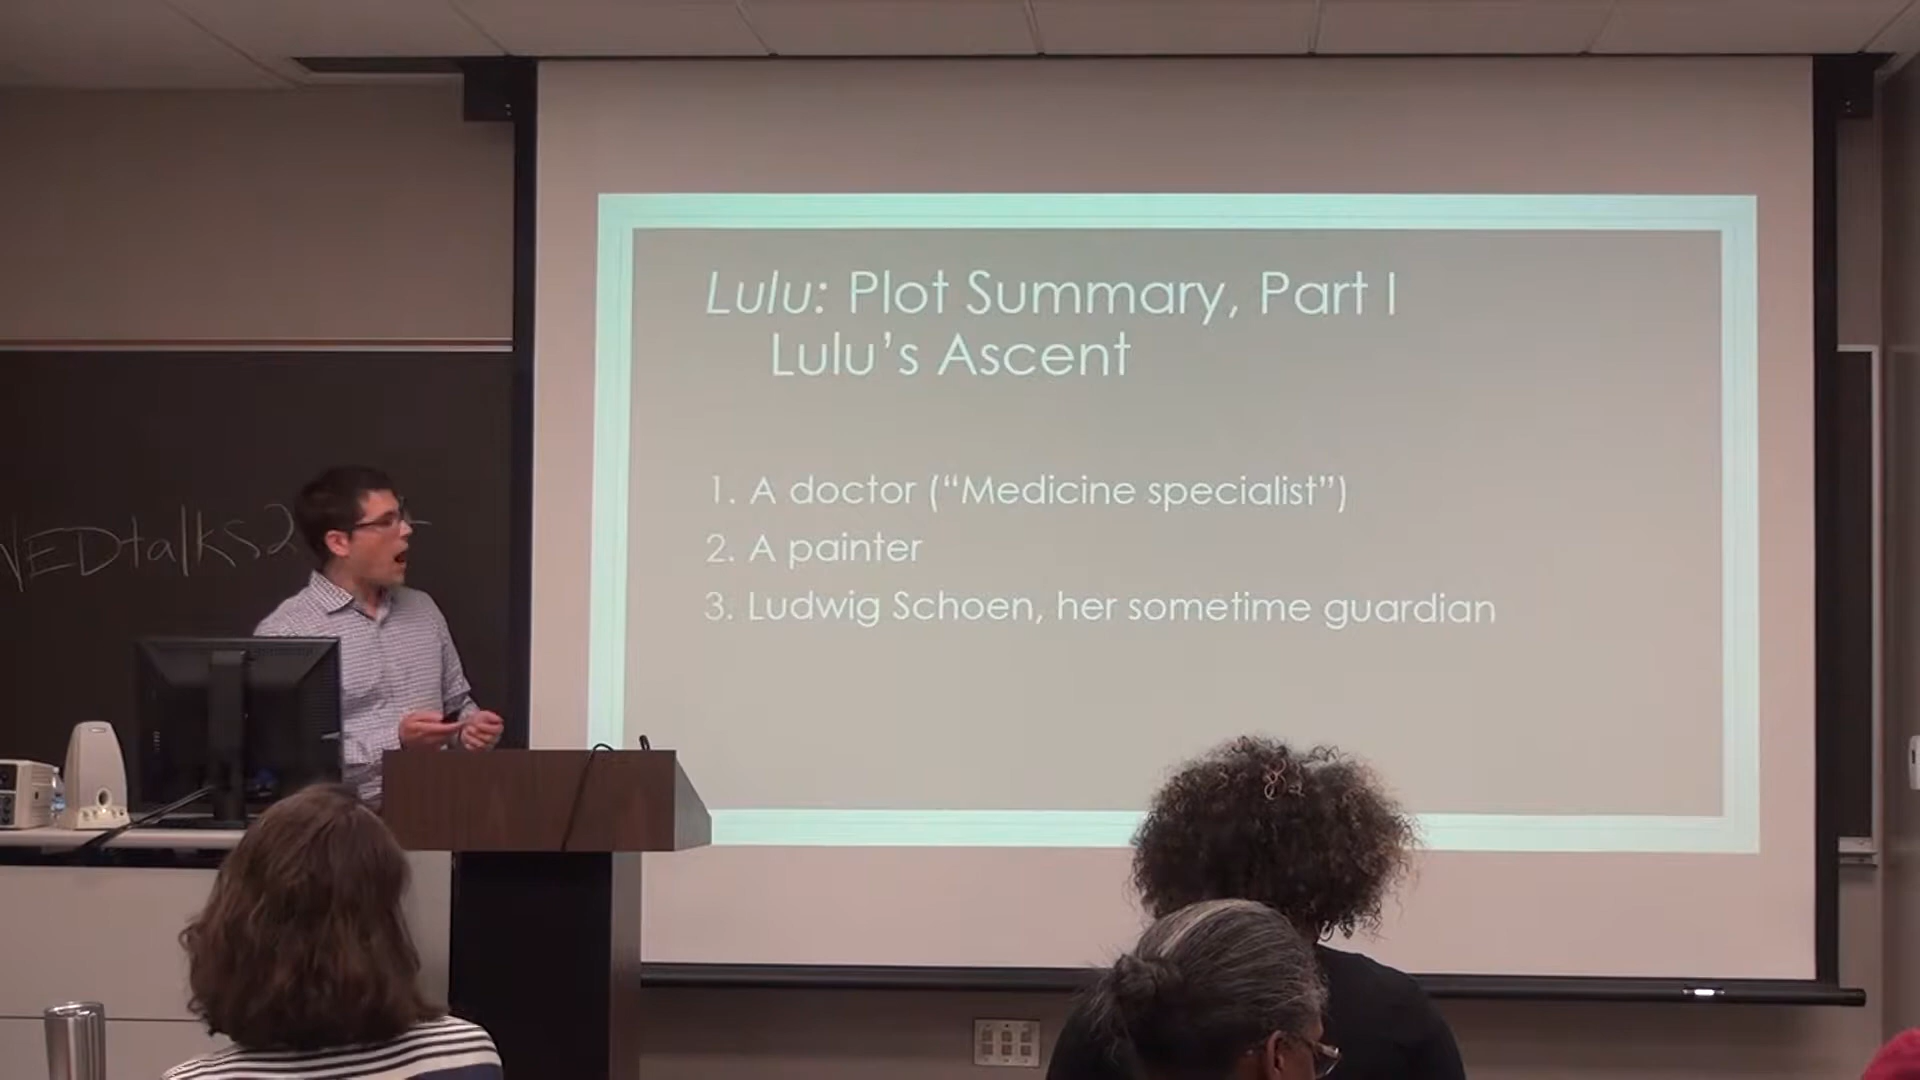 Lulu: Plot Summary, Part I
Lulu's Ascent
1. A doctor ("Medicine specialist")
2. A painter
3. Ludwig Schoen, her sometime guardian